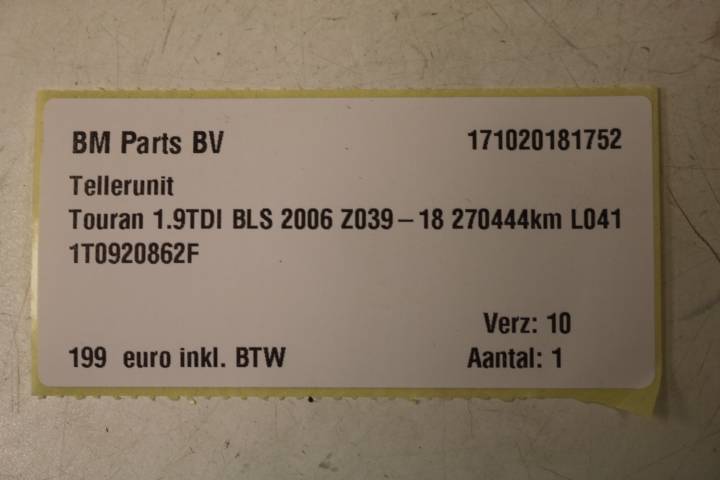 BM Parts BV 171020181752
Tellerunit
Touran 1.9TDI BLS 2006 Z039-18 270444km L041
1T0920862F
Verz: 10
199 euro inkl. BTW Aantal: 1